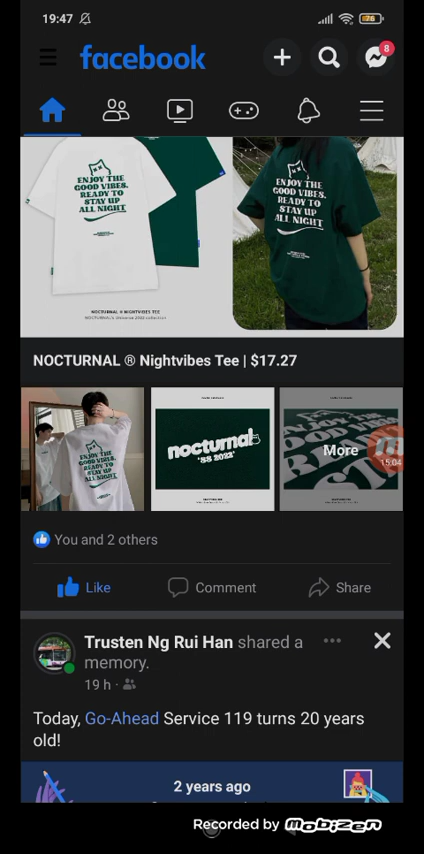 19:47
76
facebook
8
ENJOY THE
GOOD VIBES.
READY TO
STAY UP
ALL NIGHT
ENJOY THE
GOOD VIBES.
READY TO
STAY UP
ALL NIGHT
NOCTURNAL ®NIGHTVIBES TEE
NOCTURNAL ® Nightvibes Tee | $17.27
ENJOY THE
GOOD VIBES.
READY TO
STAY UP
ALL NIGHT
nocturnal
'SS 2022'
More
15:04
You and 2 others
Like
Comment
Share
Trusten Ng Rui Han shared a
memory.
19 h
Today, Go-Ahead Service 119 turns 20 years
old!
2 years ago
Recorded by MOBIZEN